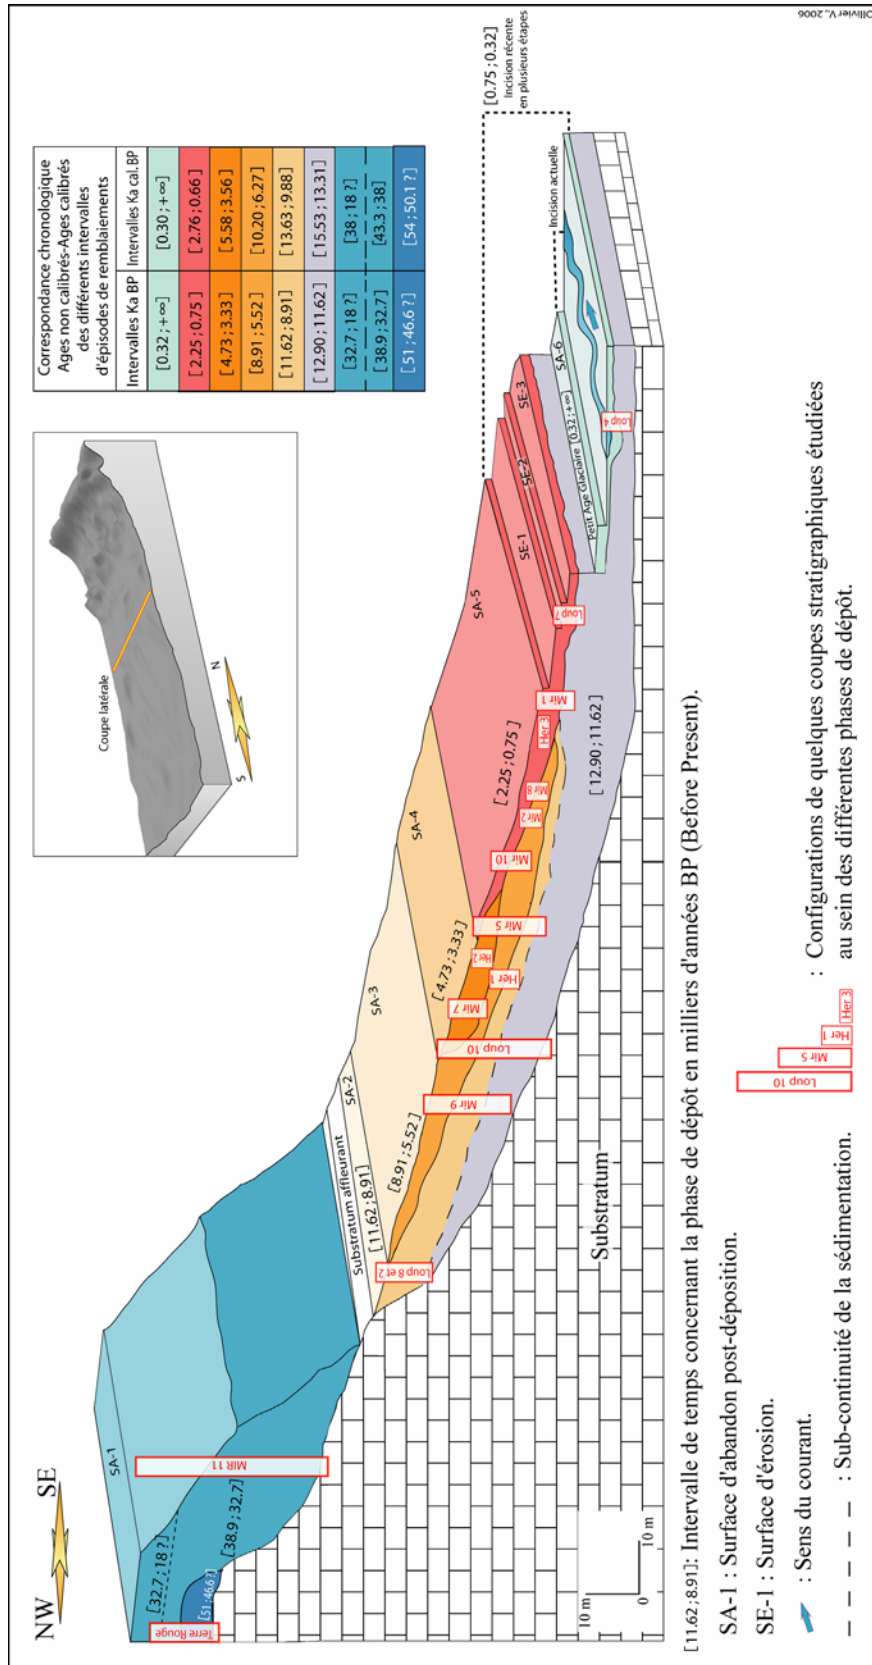 NW
SE
Coupe latérale
S
N
Correspondance chronologique
Ages non calibrés-Ages calibrés
des différents intervalles
d'épisodes de remblaiements
Intervalles Ka BP
Intervalles Ka cal. BP
[0.32 ; +∞]
[0.30 ; +∞]
[2.25 ; 0.75]
[2.76 ; 0.66]
[4.73 ; 3.33]
[5.58 ; 3.56]
[8.91 ; 5.52]
[10.20 ; 6.27]
[11.62 ; 8.91]
[13.63 ; 9.88]
[12.90 ; 11.62]
[15.53 ; 13.31]
[32.7 ; 18 ?]
[38 ; 18 ?]
[38.9 ; 32.7]
[43.3 ; 38]
[51 ; 46.6 ?]
[54 ; 50.1 ?]
SA-1
[32.7 ; 18 ?]
[38.9 ; 32.7]
[51 ; 46.6 ?]
Terre Rouge
MIR 11
Substratum affleurant
SA-2
[11.62 ; 8.91]
Loup 8 et 2
SA-3
[8.91 ; 5.52]
Mir 9
Loup 10
SA-4
[4.73 ; 3.33]
Mir 7
Her 2
Her 1
Mir 5
SA-5
[2.25 ; 0.75]
Mir 10
Mir 2
Mir 8
Her 3
Mir 1
[12.90 ; 11.62]
SE-1
SE-2
SE-3
Loup 7
SA-6
Petit Age Glaciaire [0.32 ; +∞]
Loup 4
Incision actuelle
[0.75 ; 0.32]
Incision récente
en plusieurs étapes
Ollivier V., 2006
Substratum
10 m
0
10 m
[11.62 ; 8.91]: Intervalle de temps concernant la phase de dépôt en milliers d'années BP (Before Present).
SA-1 : Surface d'abandon post-déposition.
SE-1 : Surface d'érosion.
: Sens du courant.
: Sub-continuité de la sédimentation.
Loup 10
Mir 5
Her 1
Her 3
: Configurations de quelques coupes stratigraphiques étudiées
au sein des différentes phases de dépôt.